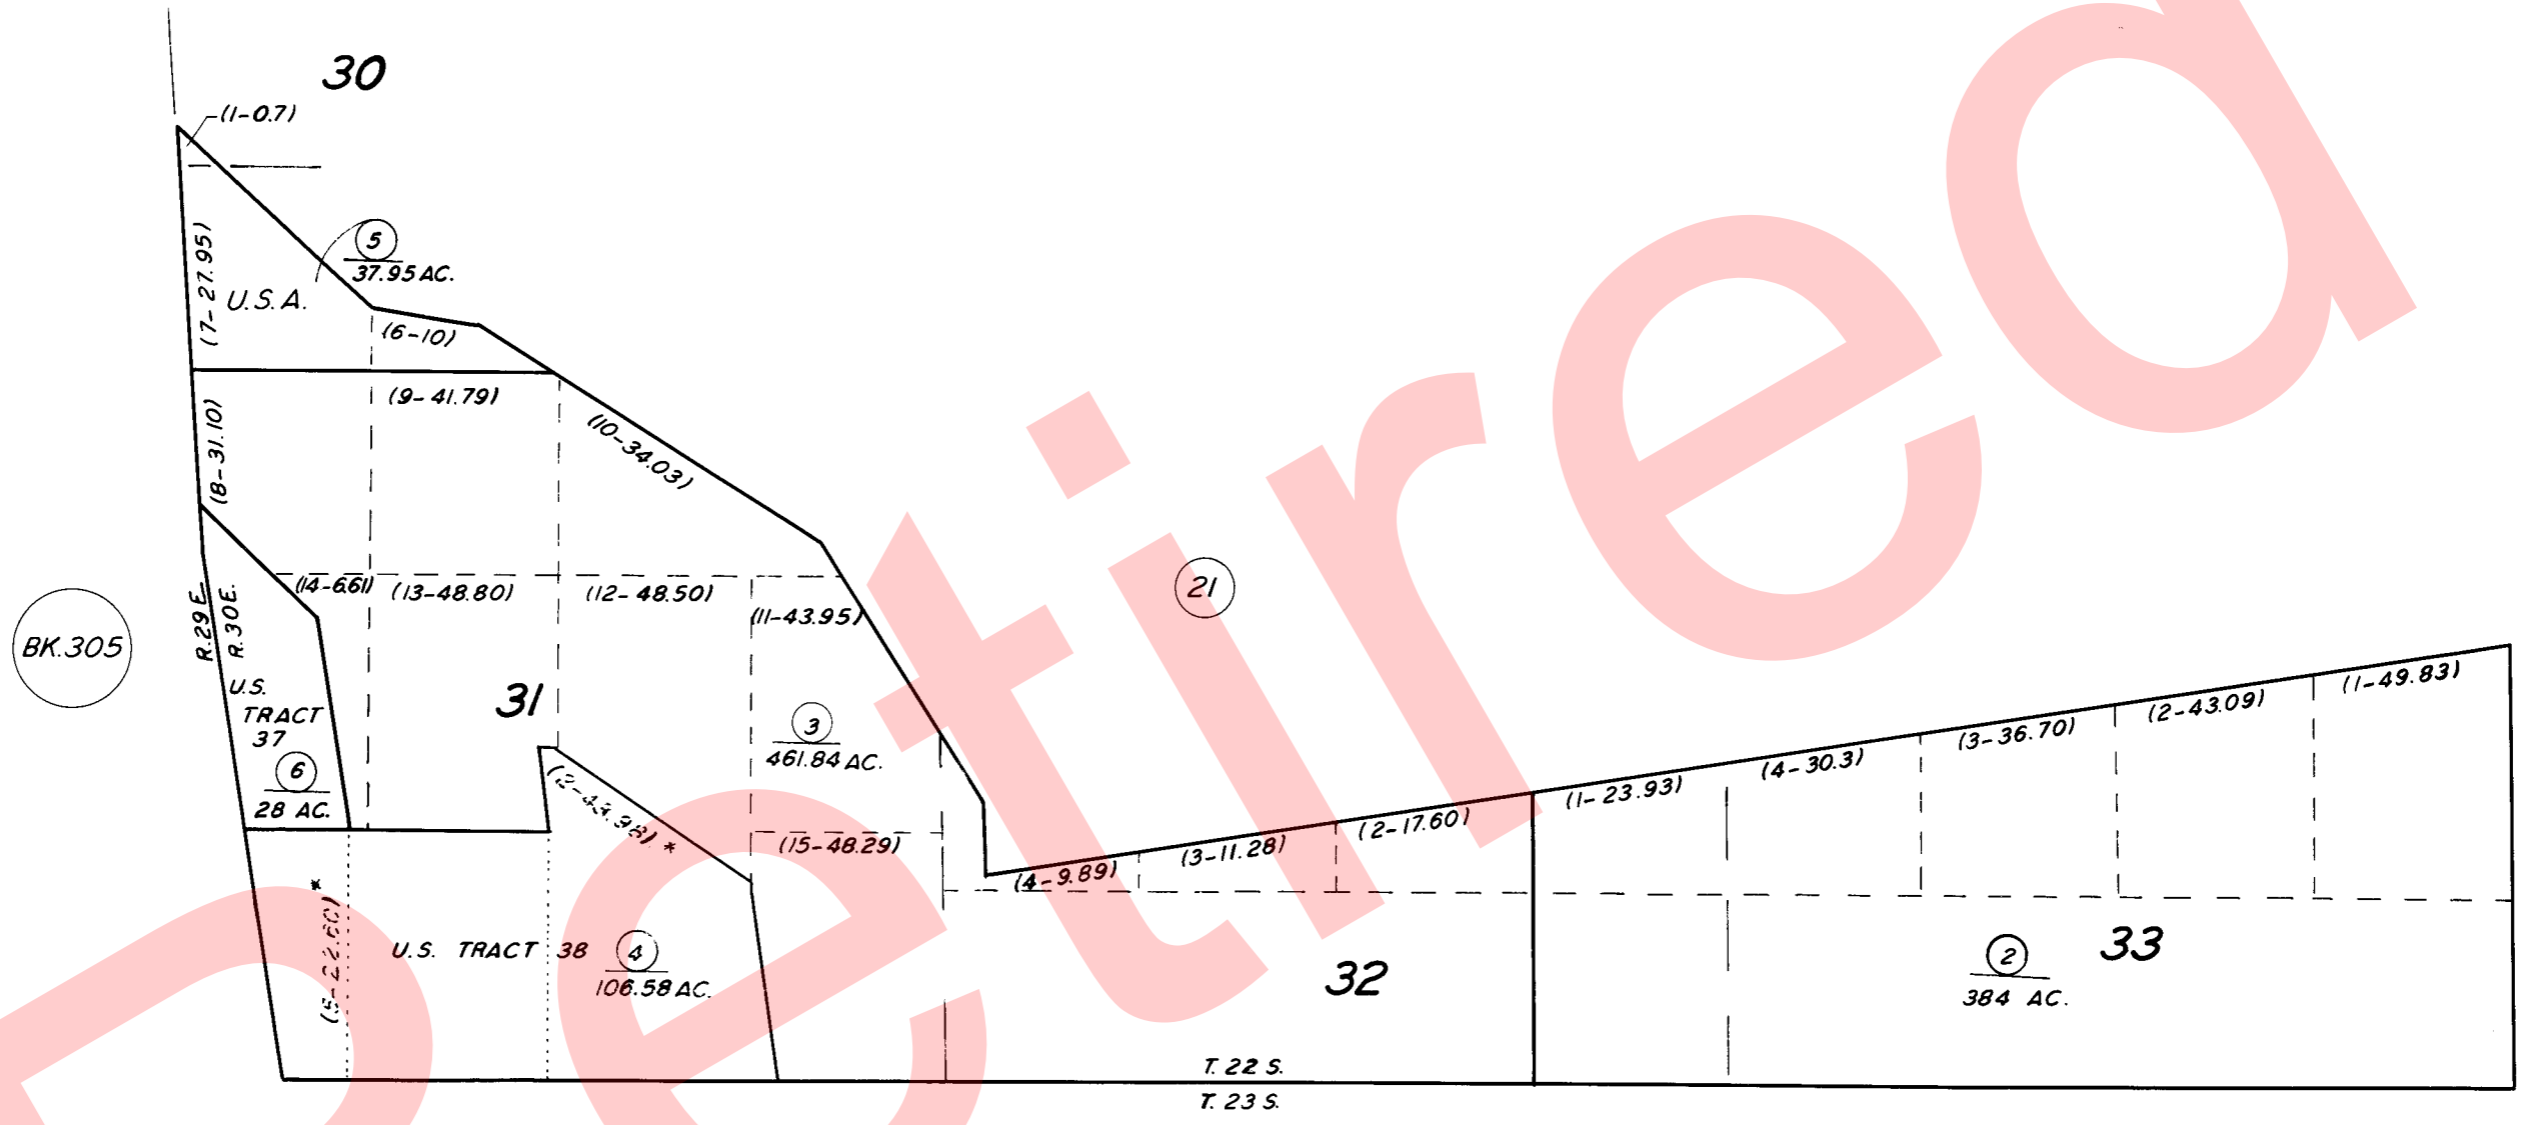 30
(1-0.7)
5
37.95 AC.
(7-27.95)
U.S.A.
(6-10)
(9-41.79)
(8-31.10)
(10-34.03)
(14-6.61)
(13-48.80)
(12-48.50)
(11-43.95)
21
BK.305
R.29 E.
R.30 E.
U.S.
TRACT
37
6
28 AC.
31
3
461.84 AC.
(1-49.83)
(2-43.09)
(3-36.70)
(4-30.3)
(1-23.93)
(2-17.60)
(3-11.28)
(4-9.89)
(15-48.29)
U.S. TRACT 38
4
106.58 AC.
32
33
2
384 AC.
T. 22 S.
T. 23 S.
Retired